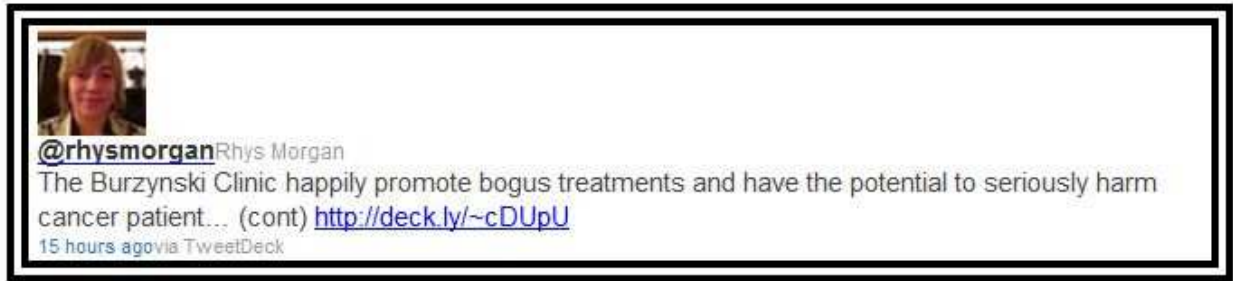 @rhysmorganRhys Morgan
The Burzynski Clinic happily promote bogus treatments and have the potential to seriously harm
cancer patient... (cont) http://deck.ly/~cDUpU
15 hours agovia TweetDeck